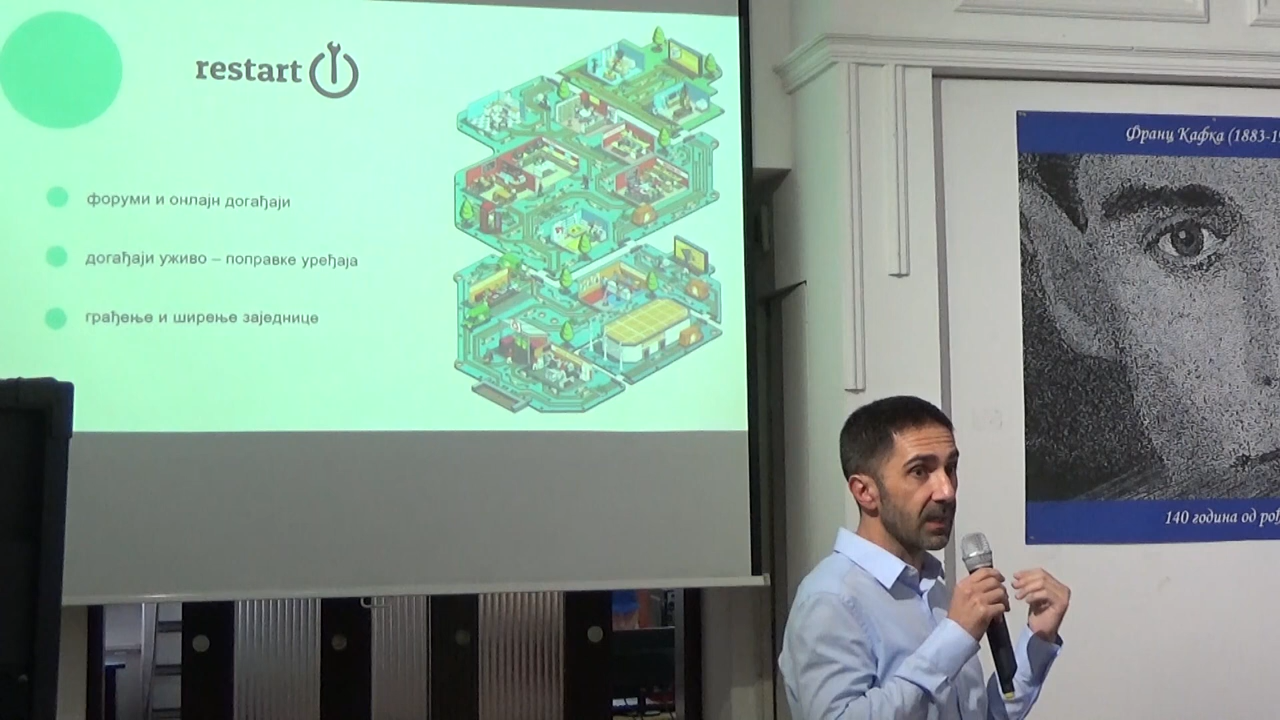 restart
форуми и онлајн догађаји
догађаји уживо – поправке уређаја
грађење и ширење заједнице
Франц Кафка (1883-19
140 година од рођ